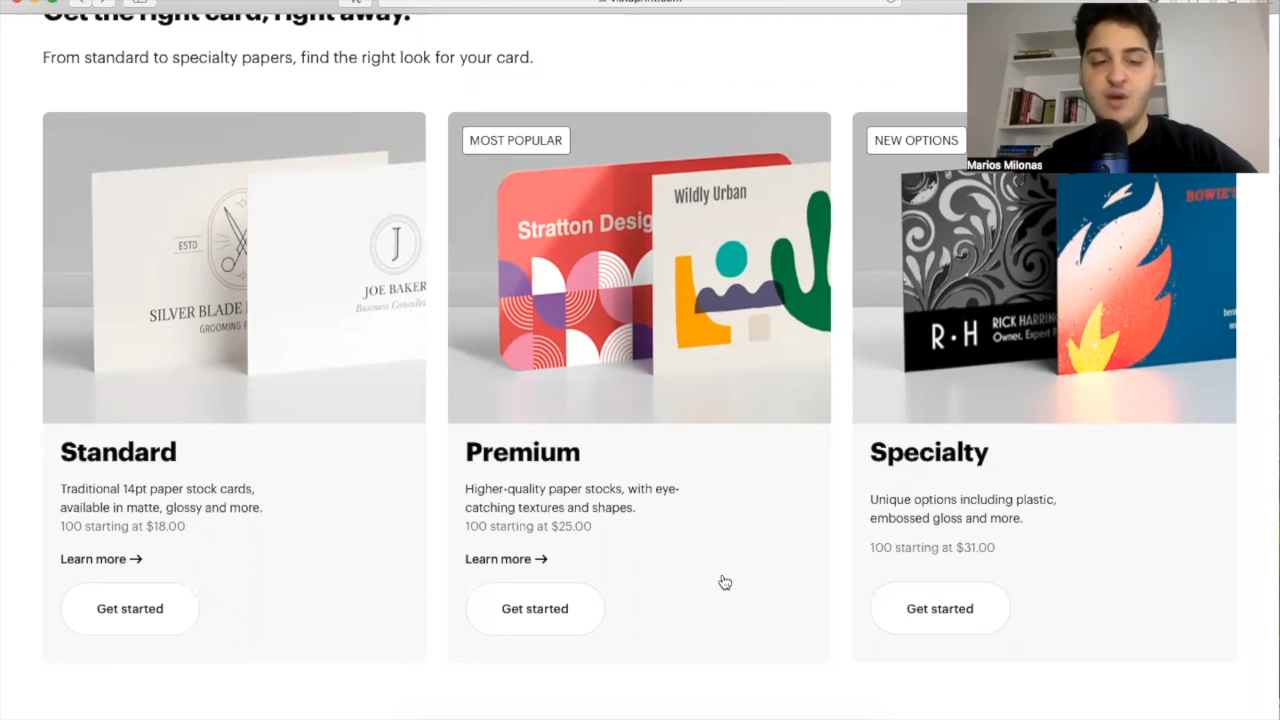 vistaprint.com
Get the right card, right away.
From standard to specialty papers, find the right look for your card.
Marios Milonas
ESTD
SILVER BLADE
GROOMING
J
JOE BAKER
Business
MOST POPULAR
Stratton Desig
Wildly Urban
NEW OPTIONS
R·H
RICK
Owner, Expert
BOWIE'S
Standard
Traditional 14pt paper stock cards,
available in matte, glossy and more.
100 starting at $18.00
Learn more →
Get started
Premium
Higher-quality paper stocks, with eye-
catching textures and shapes.
100 starting at $25.00
Learn more →
Get started
Specialty
Unique options including plastic,
embossed gloss and more.
100 starting at $31.00
Get started